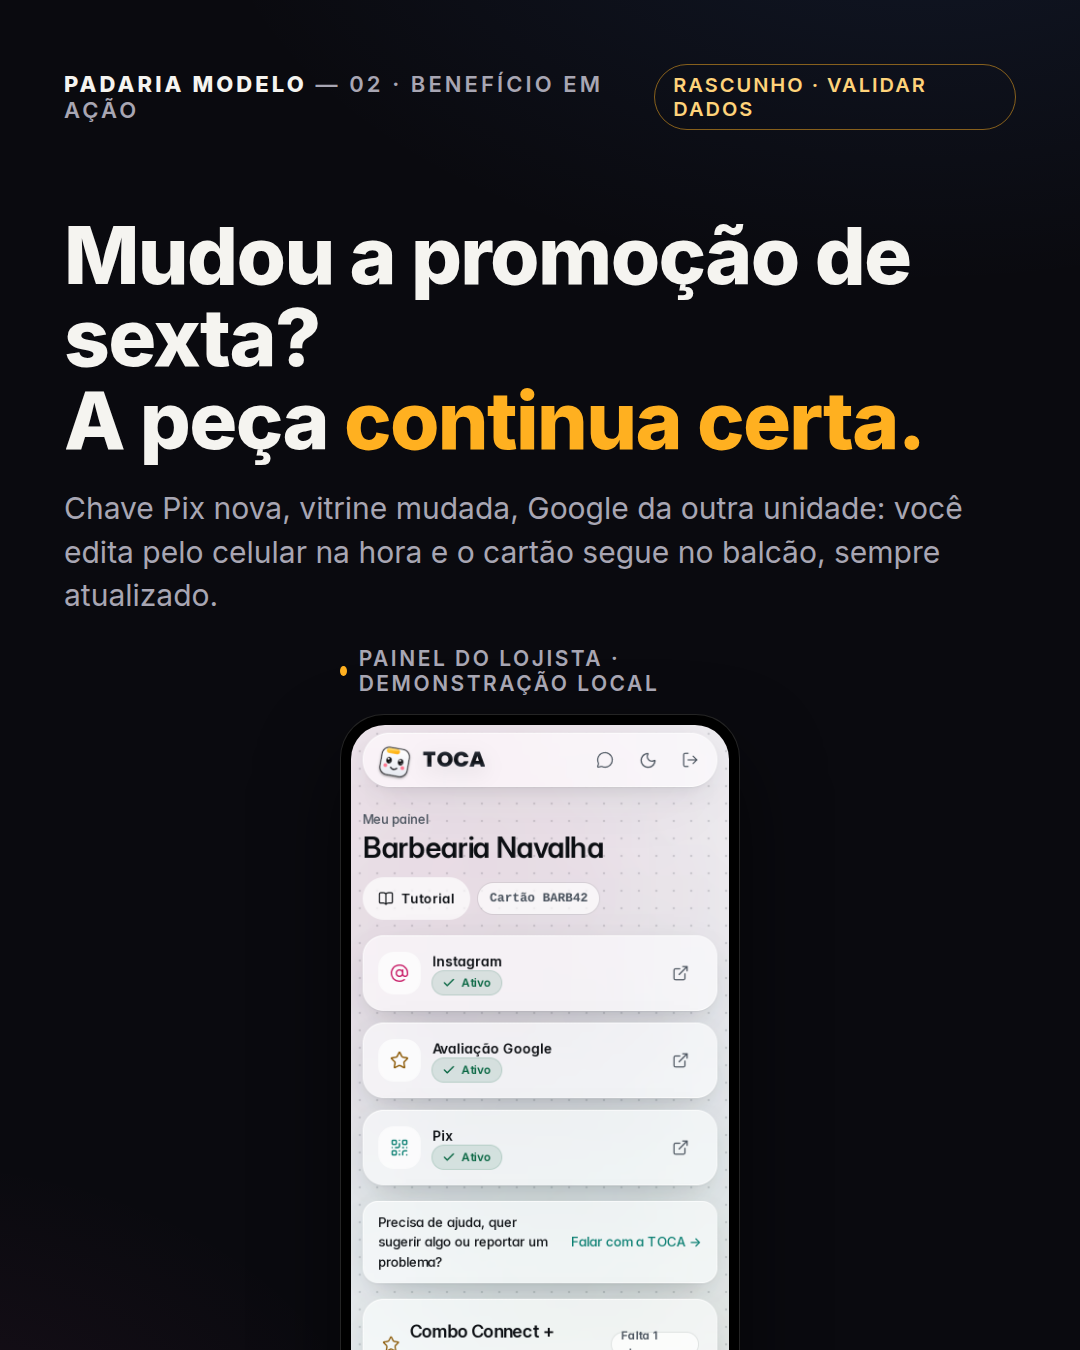 PADARIA MODELO — 02 · BENEFÍCIO EM
AÇÃO
RASCUNHO · VALIDAR
DADOS
Mudou a promoção de
sexta?
A peça continua certa.
Chave Pix nova, vitrine mudada, Google da outra unidade: você
edita pelo celular na hora e o cartão segue no balcão, sempre
atualizado.
PAINEL DO LOJISTA ·
DEMONSTRAÇÃO LOCAL
TOCA
Meu painel
Barbearia Navalha
Tutorial
Cartão BARB42
Instagram
Ativo
Avaliação Google
Ativo
Pix
Ativo
Precisa de ajuda, quer
sugerir algo ou reportar um
problema?
Falar com a TOCA →
Combo Connect +
Falta 1